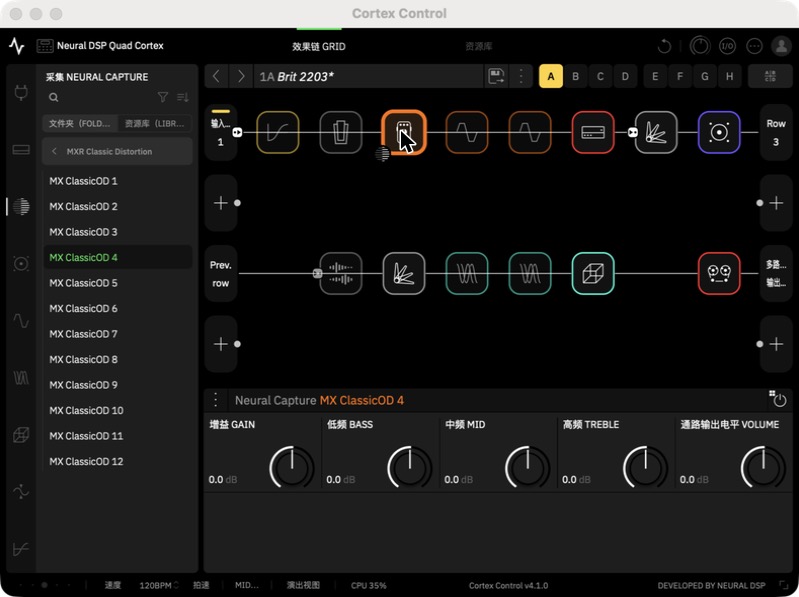 Cortex Control
Neural DSP Quad Cortex
效果链 GRID
资源库
I/O
采集 NEURAL CAPTURE
1A Brit 2203*
A B C D E F G H
文件夹（FOLD...
资源库（LIBR...
MXR Classic Distortion
MX ClassicOD 1
MX ClassicOD 2
MX ClassicOD 3
MX ClassicOD 4
MX ClassicOD 5
MX ClassicOD 6
MX ClassicOD 7
MX ClassicOD 8
MX ClassicOD 9
MX ClassicOD 10
MX ClassicOD 11
MX ClassicOD 12
输入...
1
Row
3
Prev.
row
多路...
输出...
Neural Capture MX ClassicOD 4
增益 GAIN
低频 BASS
中频 MID
高频 TREBLE
通路输出电平 VOLUME
0.0 dB
0.0 dB
0.0 dB
0.0 dB
0.0 dB
速度
120BPM
拍速
MID...
演出视图
CPU 35%
Cortex Control v4.1.0
DEVELOPED BY NEURAL DSP